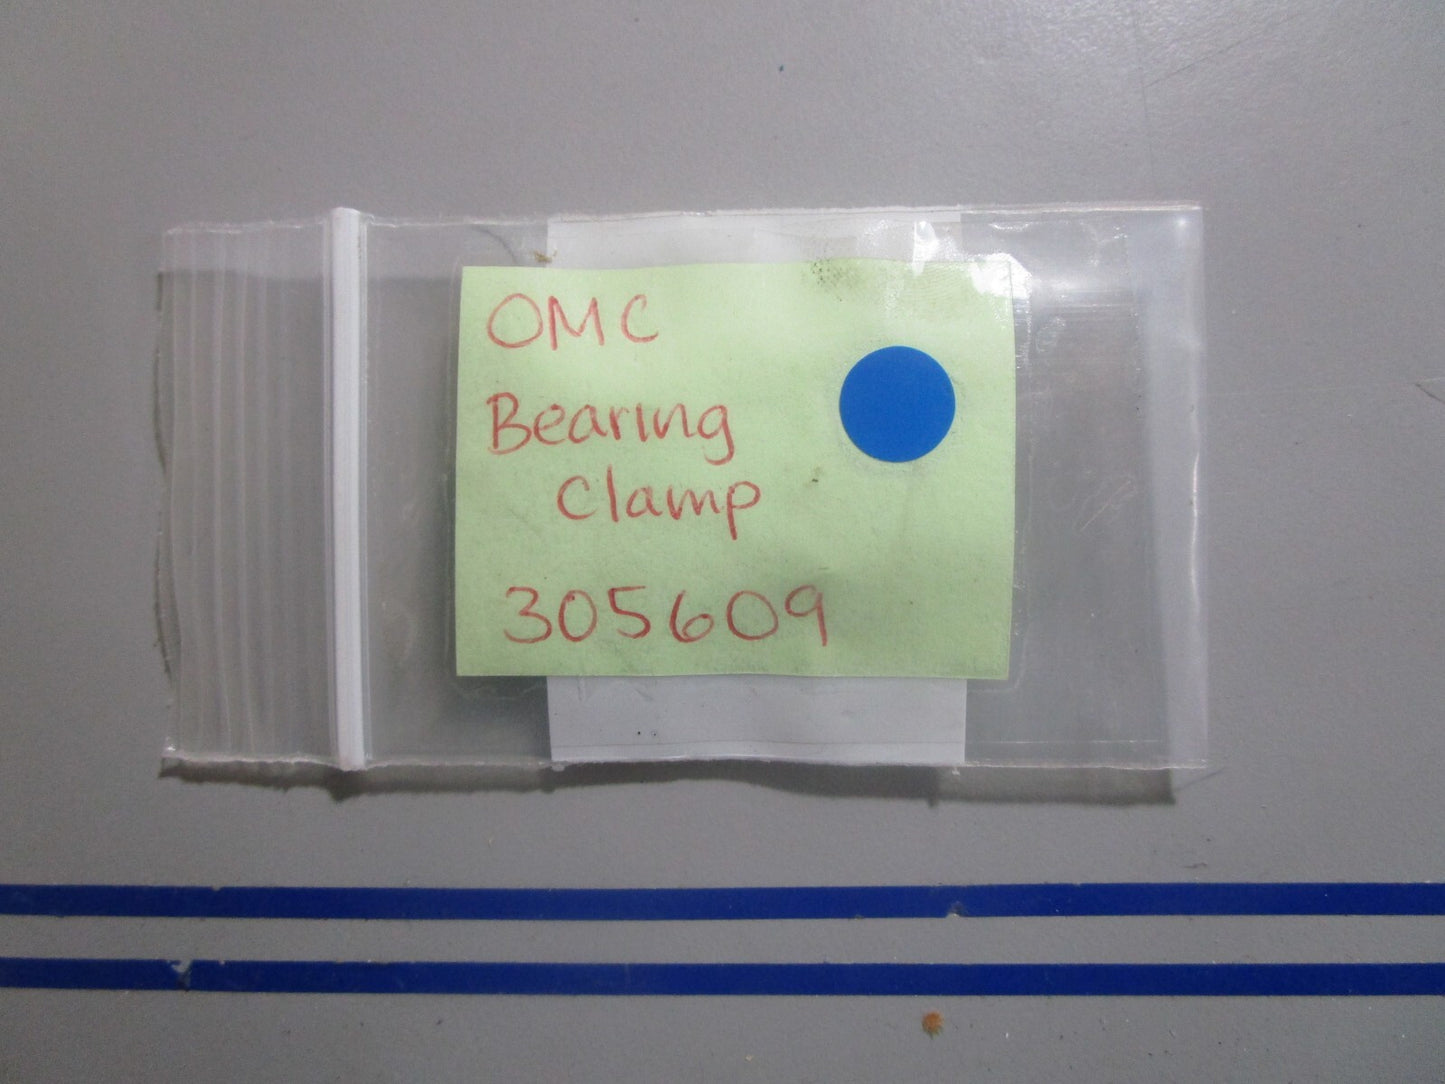 OMC
Bearing
Clamp
305609